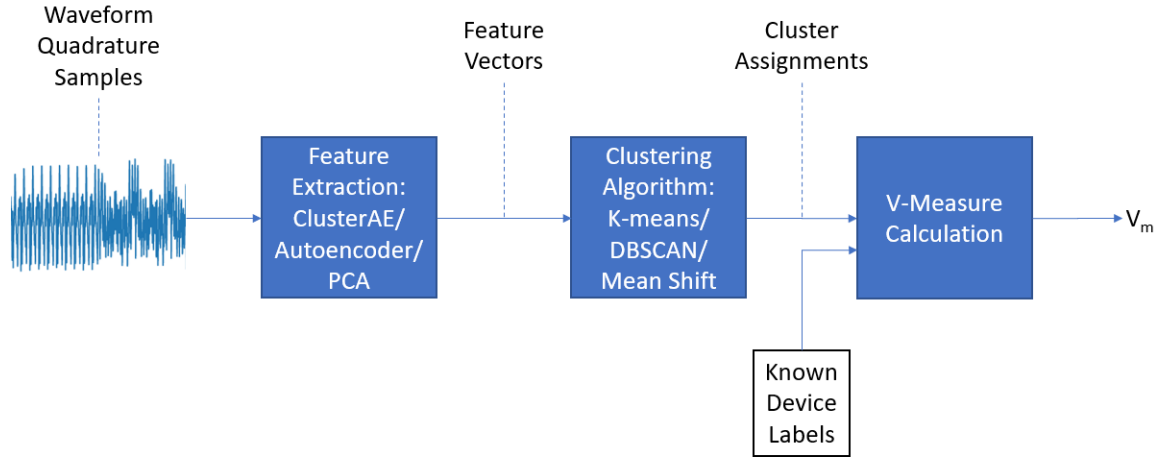 Waveform
Quadrature
Samples
Feature
Vectors
Cluster
Assignments
Feature
Extraction:
ClusterAE/
Autoencoder/
PCA
Clustering
Algorithm:
K-means/
DBSCAN/
Mean Shift
V-Measure
Calculation
Vm
Known
Device
Labels